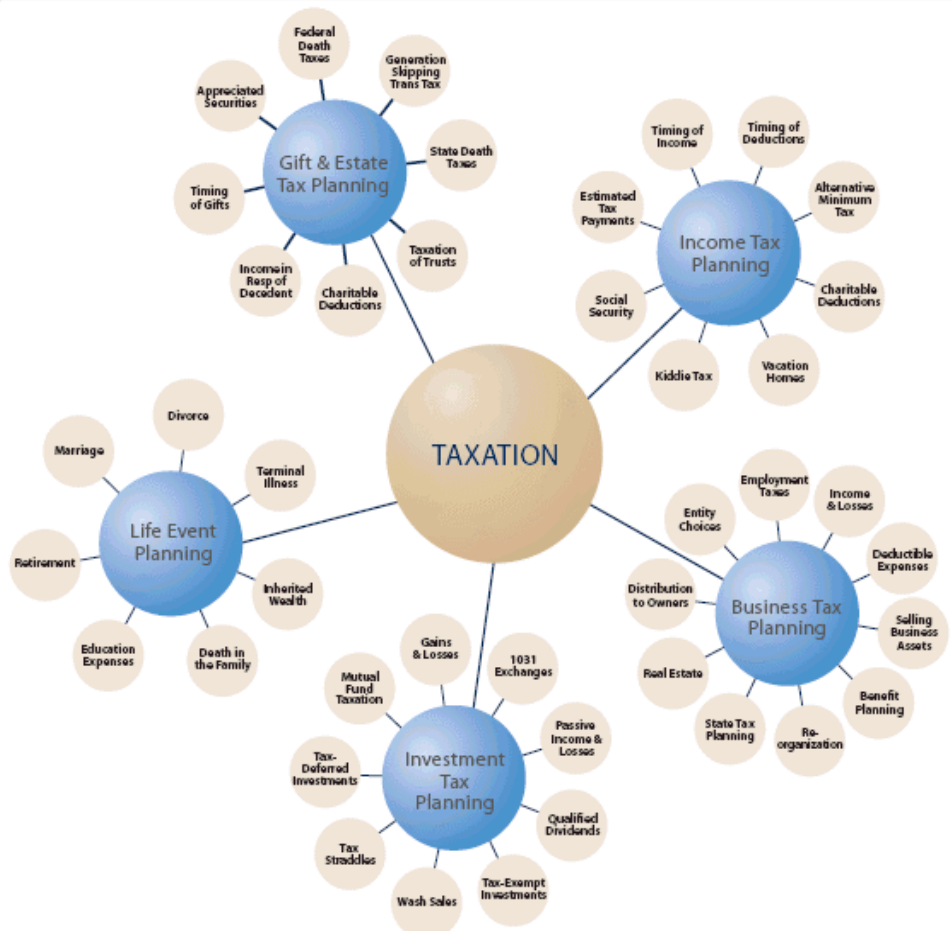 Federal
Death
Taxes
Generation
Skipping
Trans Tax
Appreciated
Securities
State Death
Taxes
Gift & Estate
Tax Planning
Timing
of Gifts
Taxation
of Trusts
Income in
Resp of
Decedent
Charitable
Deductions
Timing of
Income
Timing of
Deductions
Estimated
Tax
Payments
Alternative
Minimum
Tax
Income Tax
Planning
Social
Security
Charitable
Deductions
Kiddie Tax
Vacation
Homes
TAXATION
Divorce
Marriage
Terminal
Illness
Life Event
Planning
Retirement
Inherited
Wealth
Education
Expenses
Death in
the Family
Employment
Taxes
Income
& Losses
Entity
Choices
Deductible
Expenses
Distribution
to Owners
Business Tax
Planning
Selling
Business
Assets
Real Estate
Benefit
Planning
State Tax
Planning
Re-
organization
Gains
& Losses
1031
Exchanges
Mutual
Fund
Taxation
Passive
Income &
Losses
Tax-
Deferred
Investments
Investment
Tax
Planning
Qualified
Dividends
Tax
Straddles
Wash Sales
Tax-Exempt
Investments